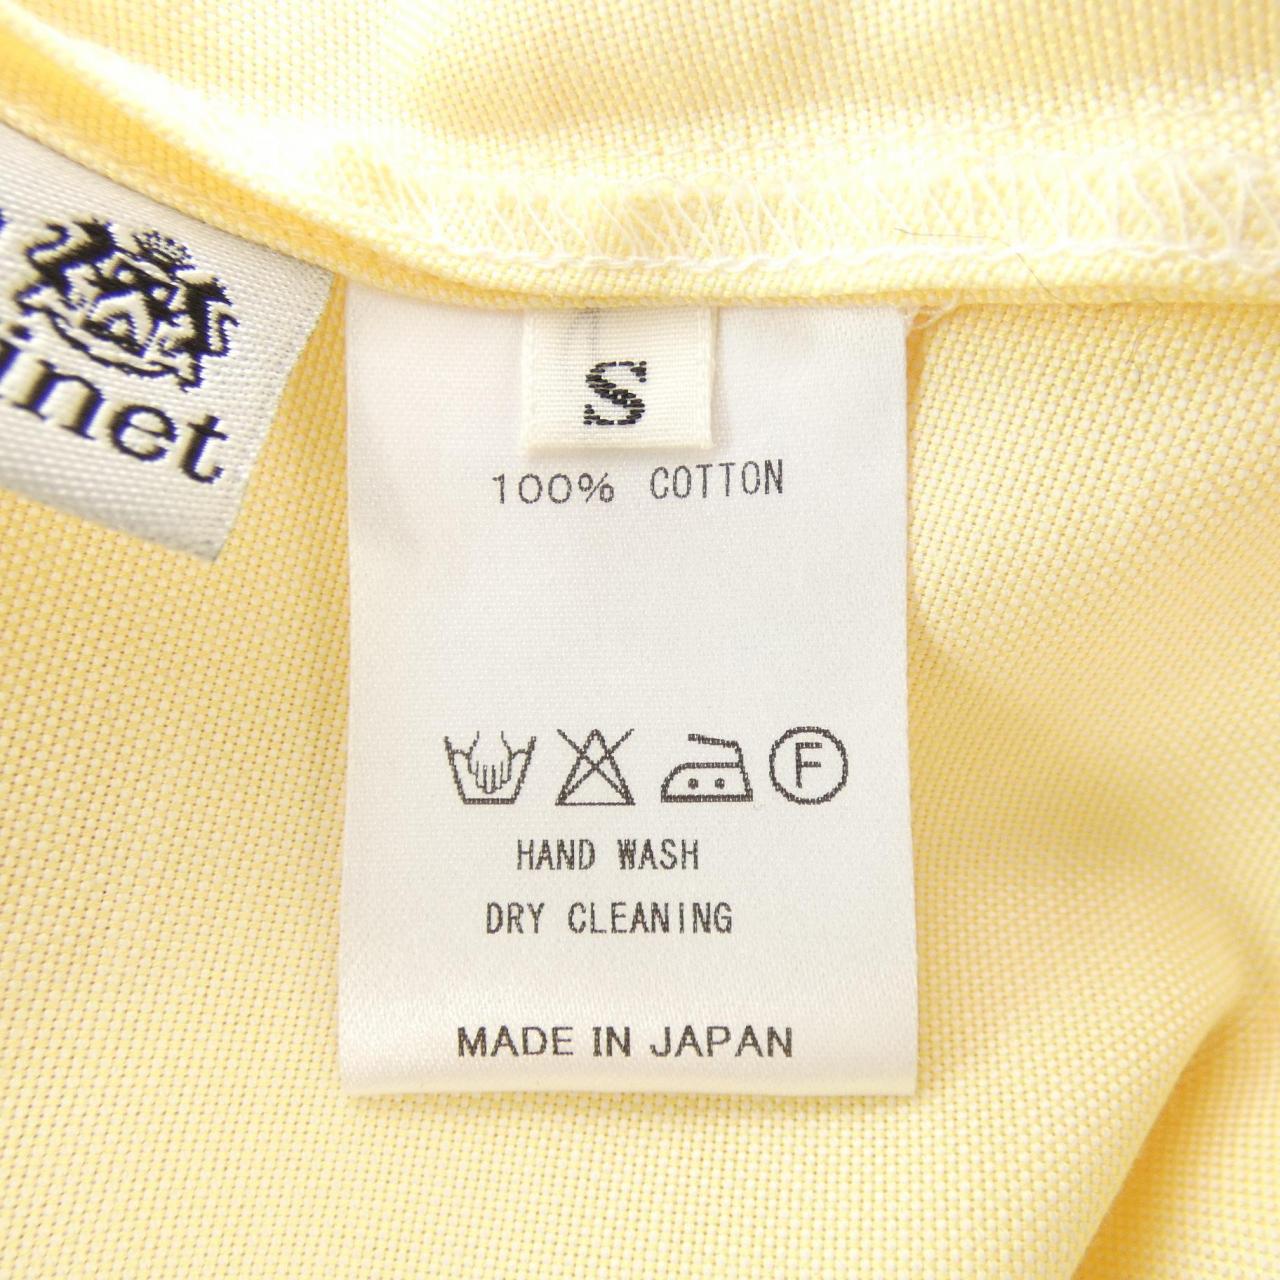 S
100% COTTON
F
HAND WASH
DRY CLEANING
MADE IN JAPAN